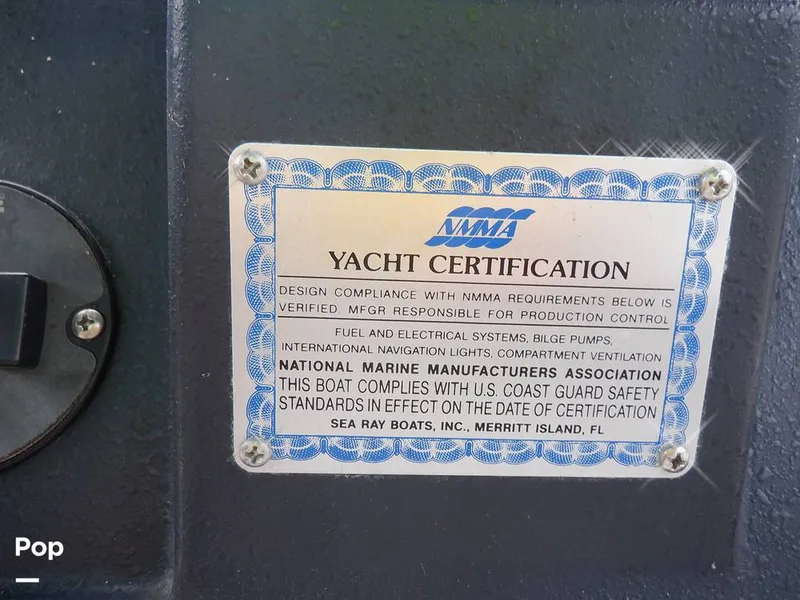 NMMA
YACHT CERTIFICATION
DESIGN COMPLIANCE WITH NMMA REQUIREMENTS BELOW IS
VERIFIED. MFGR RESPONSIBLE FOR PRODUCTION CONTROL
FUEL AND ELECTRICAL SYSTEMS, BILGE PUMPS,
INTERNATIONAL NAVIGATION LIGHTS, COMPARTMENT VENTILATION
NATIONAL MARINE MANUFACTURERS ASSOCIATION
THIS BOAT COMPLIES WITH U.S. COAST GUARD SAFETY
STANDARDS IN EFFECT ON THE DATE OF CERTIFICATION
SEA RAY BOATS, INC., MERRITT ISLAND, FL
Pop